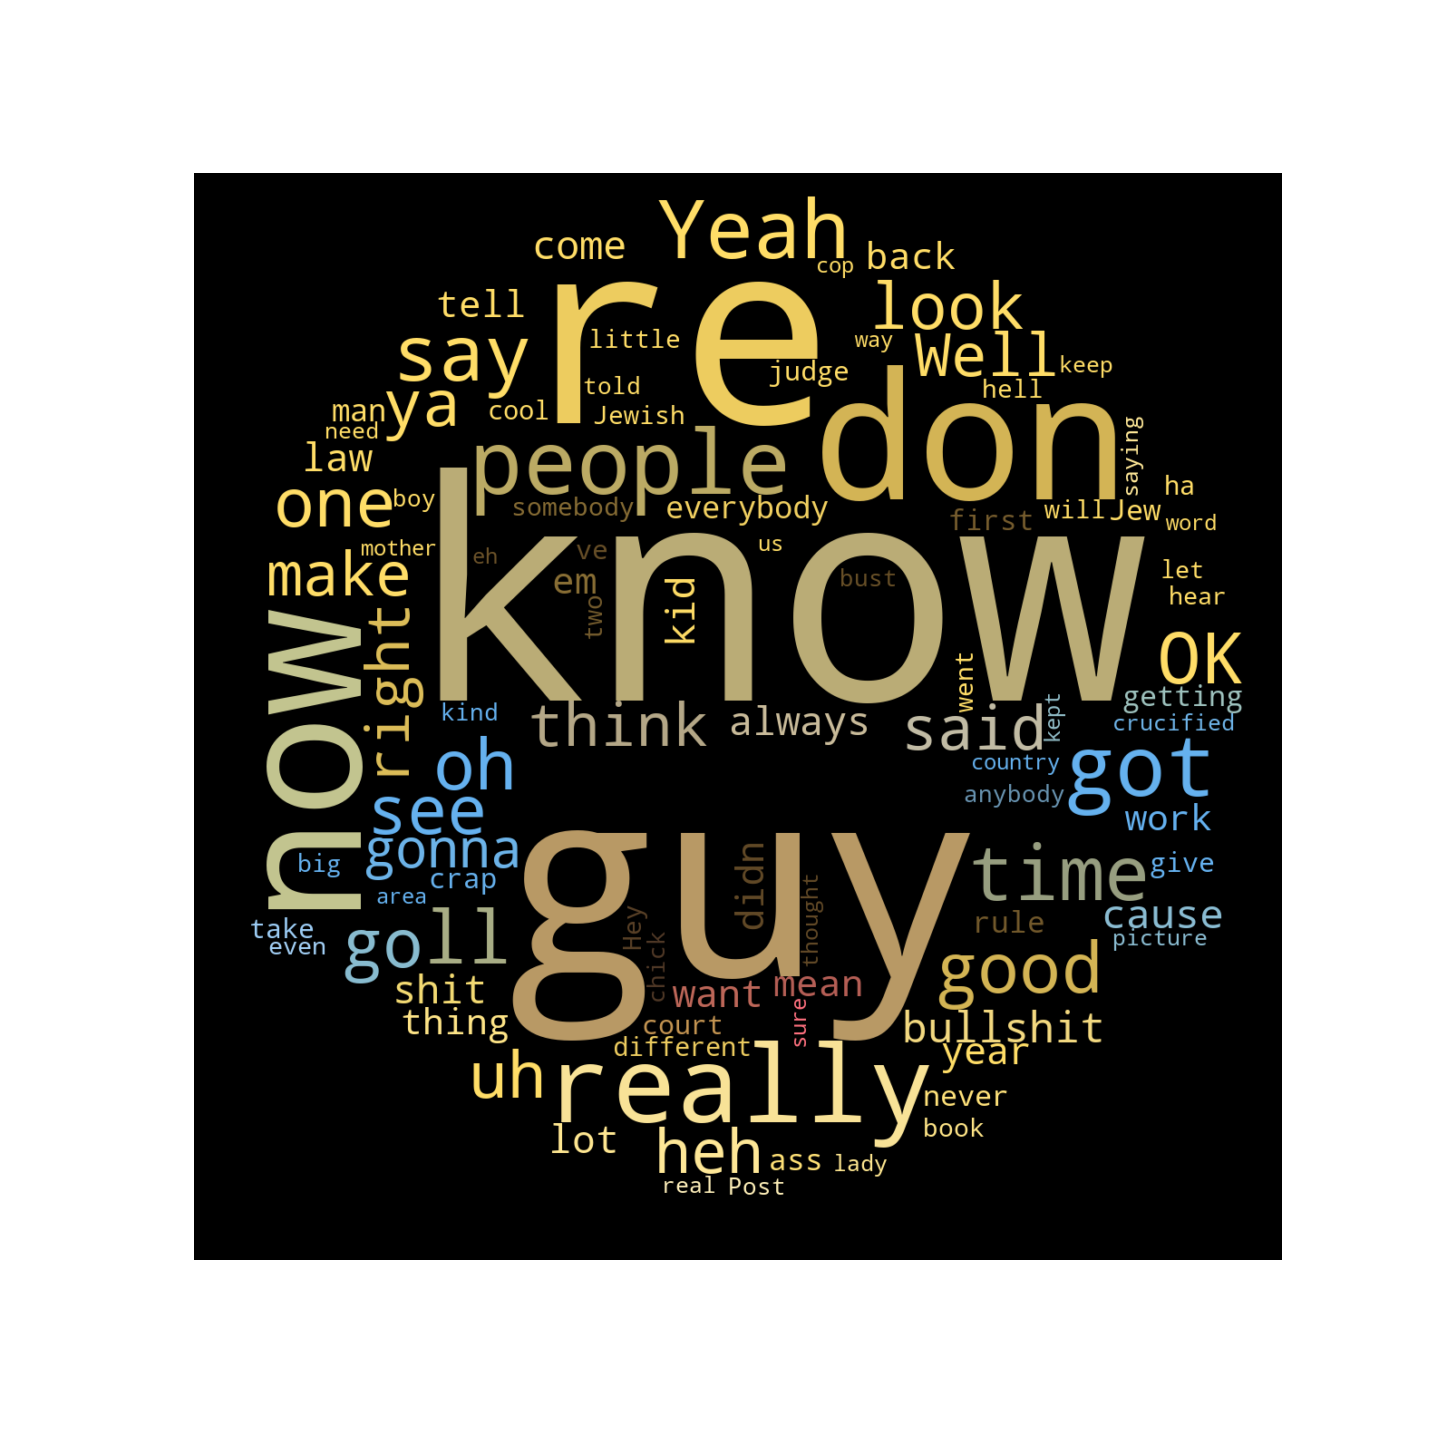 Yeah
come
back
cop
re
tell
look
little
way
Well
say
judge
keep
told
hell
ya
man
cool
Jewish
don
need
people
saying
law
ha
one
boy
somebody
everybody
first
will
Jew
word
know
mother
eh
ve
us
make
em
bust
let
two
kid
hear
now
right
OK
went
getting
kind
think
always
said
kept
crucified
oh
country
got
see
anybody
work
gonna
guy
big
crap
didn
time
give
area
thought
take
even
go
ll
Hey
chick
rule
cause
picture
shit
want
mean
good
thing
court
sure
bullshit
different
year
uh
really
never
book
lot
heh
ass
lady
real
Post